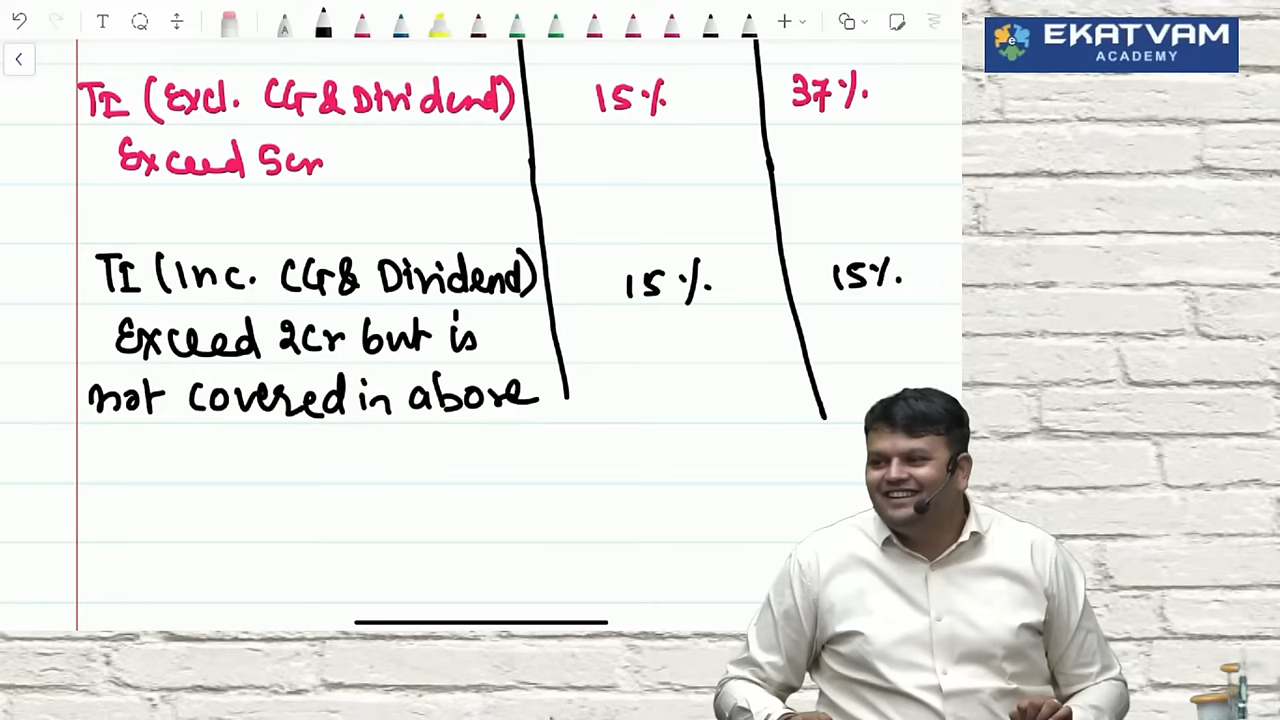 EKATVAM
ACADEMY
TI (Excl. CG & Dividend) 15% 37%
Exceed 5cr
TI (Inc. CG & Dividend) 15% 15%.
Exceed 2Cr but is
not covered in above